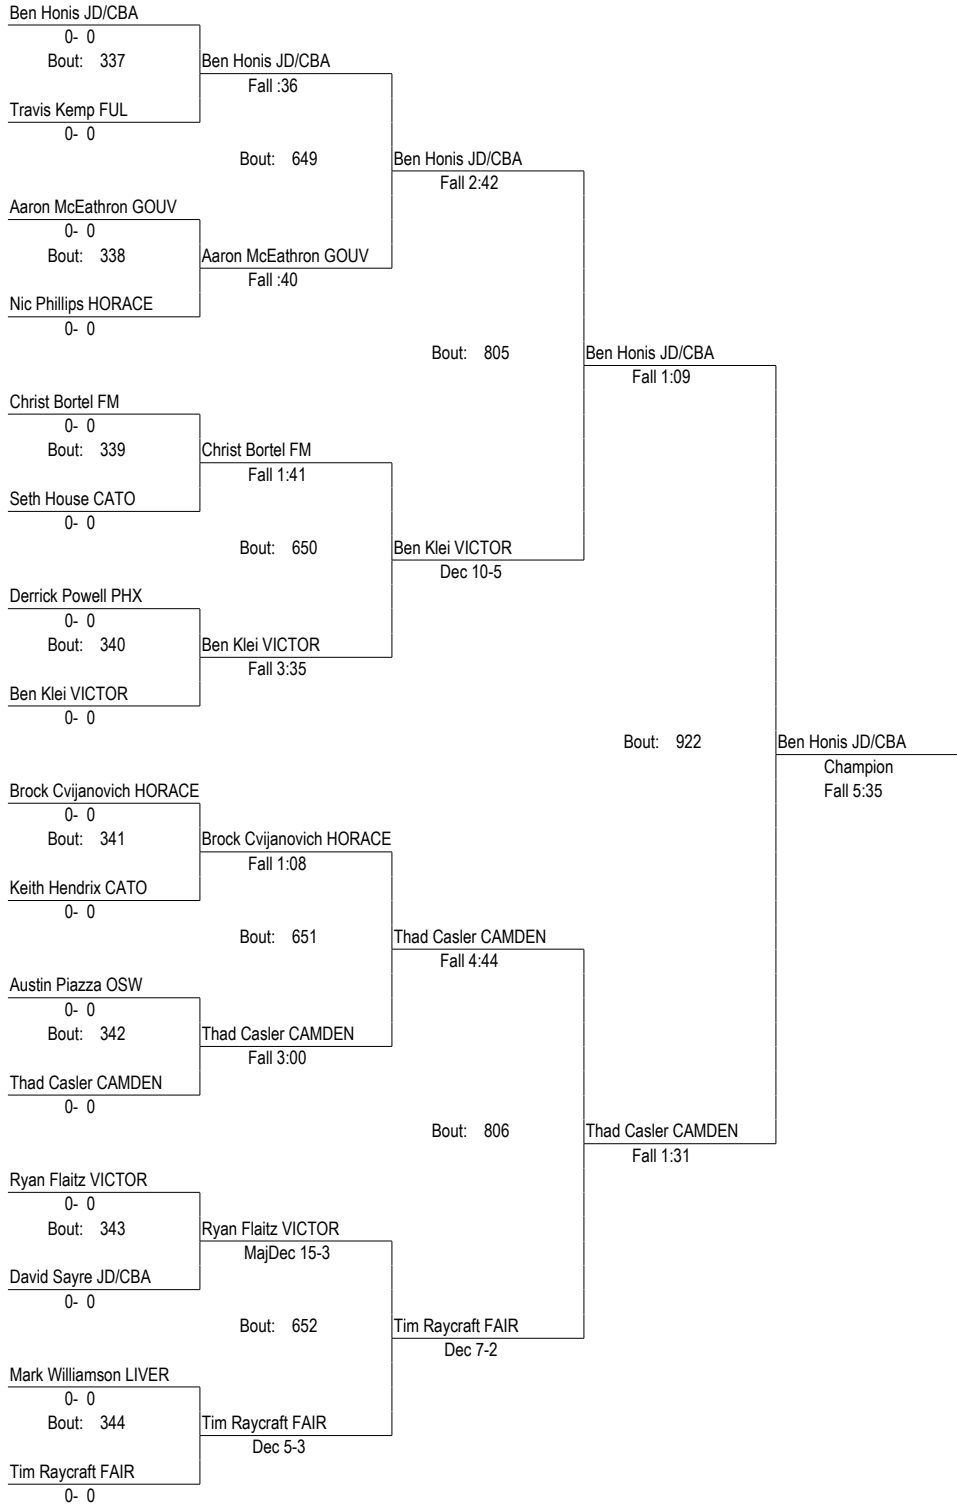 Ben Honis JD/CBA
0- 0
Bout: 337
Ben Honis JD/CBA
Fall :36
Travis Kemp FUL
0- 0
Bout: 649
Ben Honis JD/CBA
Fall 2:42
Aaron McEathron GOUV
0- 0
Bout: 338
Aaron McEathron GOUV
Fall :40
Nic Phillips HORACE
0- 0
Bout: 805
Ben Honis JD/CBA
Fall 1:09
Christ Bortel FM
0- 0
Bout: 339
Christ Bortel FM
Fall 1:41
Seth House CATO
0- 0
Bout: 650
Ben Klei VICTOR
Dec 10-5
Derrick Powell PHX
0- 0
Bout: 340
Ben Klei VICTOR
Fall 3:35
Ben Klei VICTOR
0- 0
Bout: 922
Ben Honis JD/CBA
Champion
Fall 5:35
Brock Cvijanovich HORACE
0- 0
Bout: 341
Brock Cvijanovich HORACE
Fall 1:08
Keith Hendrix CATO
0- 0
Bout: 651
Thad Casler CAMDEN
Fall 4:44
Austin Piazza OSW
0- 0
Bout: 342
Thad Casler CAMDEN
Fall 3:00
Thad Casler CAMDEN
0- 0
Bout: 806
Thad Casler CAMDEN
Fall 1:31
Ryan Flaitz VICTOR
0- 0
Bout: 343
Ryan Flaitz VICTOR
MajDec 15-3
David Sayre JD/CBA
0- 0
Bout: 652
Tim Raycraft FAIR
Dec 7-2
Mark Williamson LIVER
0- 0
Bout: 344
Tim Raycraft FAIR
Dec 5-3
Tim Raycraft FAIR
0- 0